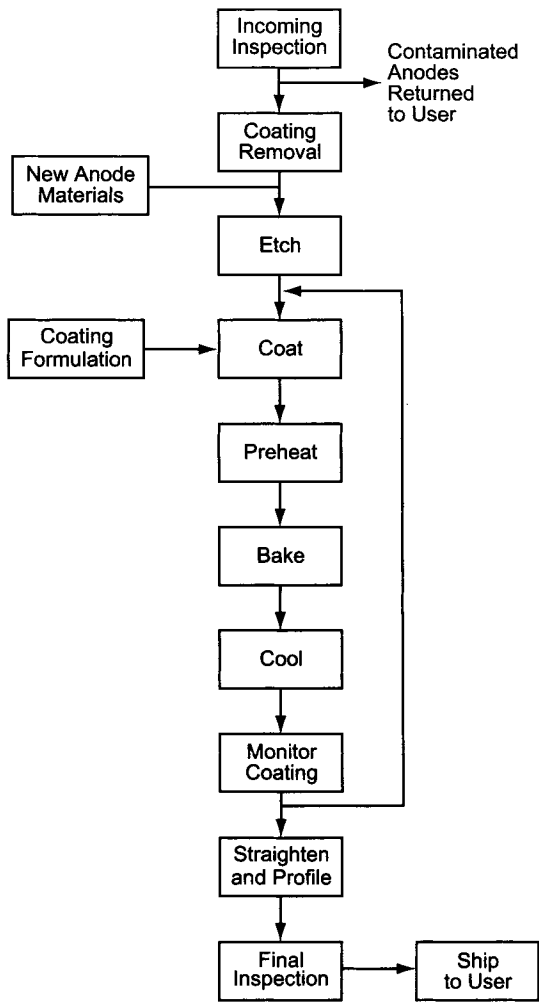 Incoming
Inspection
Contaminated
Anodes
Returned
to User
Coating
Removal
New Anode
Materials
Etch
Coating
Formulation
Coat
Preheat
Bake
Cool
Monitor
Coating
Straighten
and Profile
Final
Inspection
Ship
to User